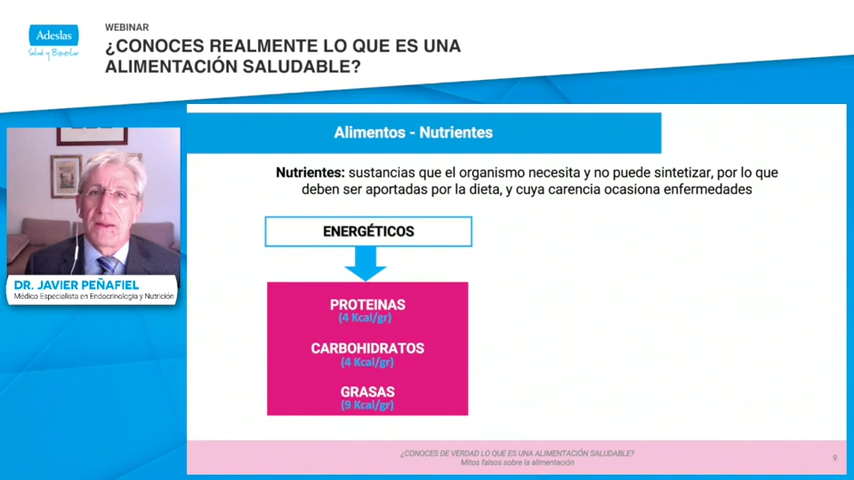 Adeslas
Salud y Bienestar
WEBINAR
¿CONOCES REALMENTE LO QUE ES UNA
ALIMENTACIÓN SALUDABLE?
Alimentos - Nutrientes
Nutrientes: sustancias que el organismo necesita y no puede sintetizar, por lo que
deben ser aportadas por la dieta, y cuya carencia ocasiona enfermedades
ENERGÉTICOS
PROTEINAS
(4 Kcal/gr)
CARBOHIDRATOS
(4 Kcal/gr)
GRASAS
(9 Kcal/gr)
DR. JAVIER PEÑAFIEL
Médico Especialista en Endocrinología y Nutrición
¿CONOCES DE VERDAD LO QUE ES UNA ALIMENTACIÓN SALUDABLE?
Mitos falsos sobre la alimentación
9